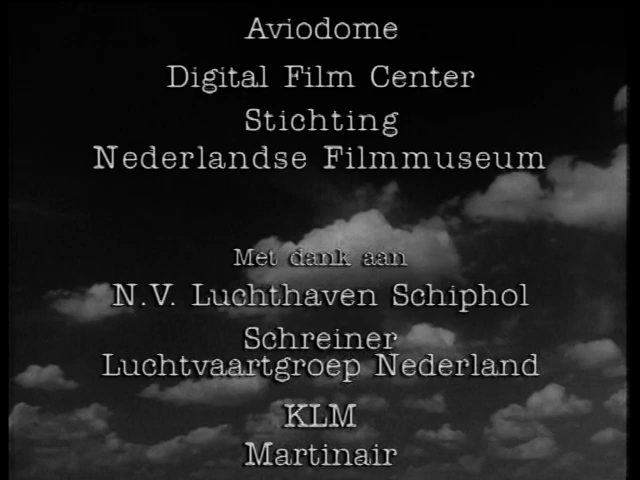 Aviodome
Digital Film Center
Stichting
Nederlandse Filmmuseum
Met dank aan
N.V. Luchthaven Schiphol
Schreiner
Luchtvaartgroep Nederland
KLM
Martinair